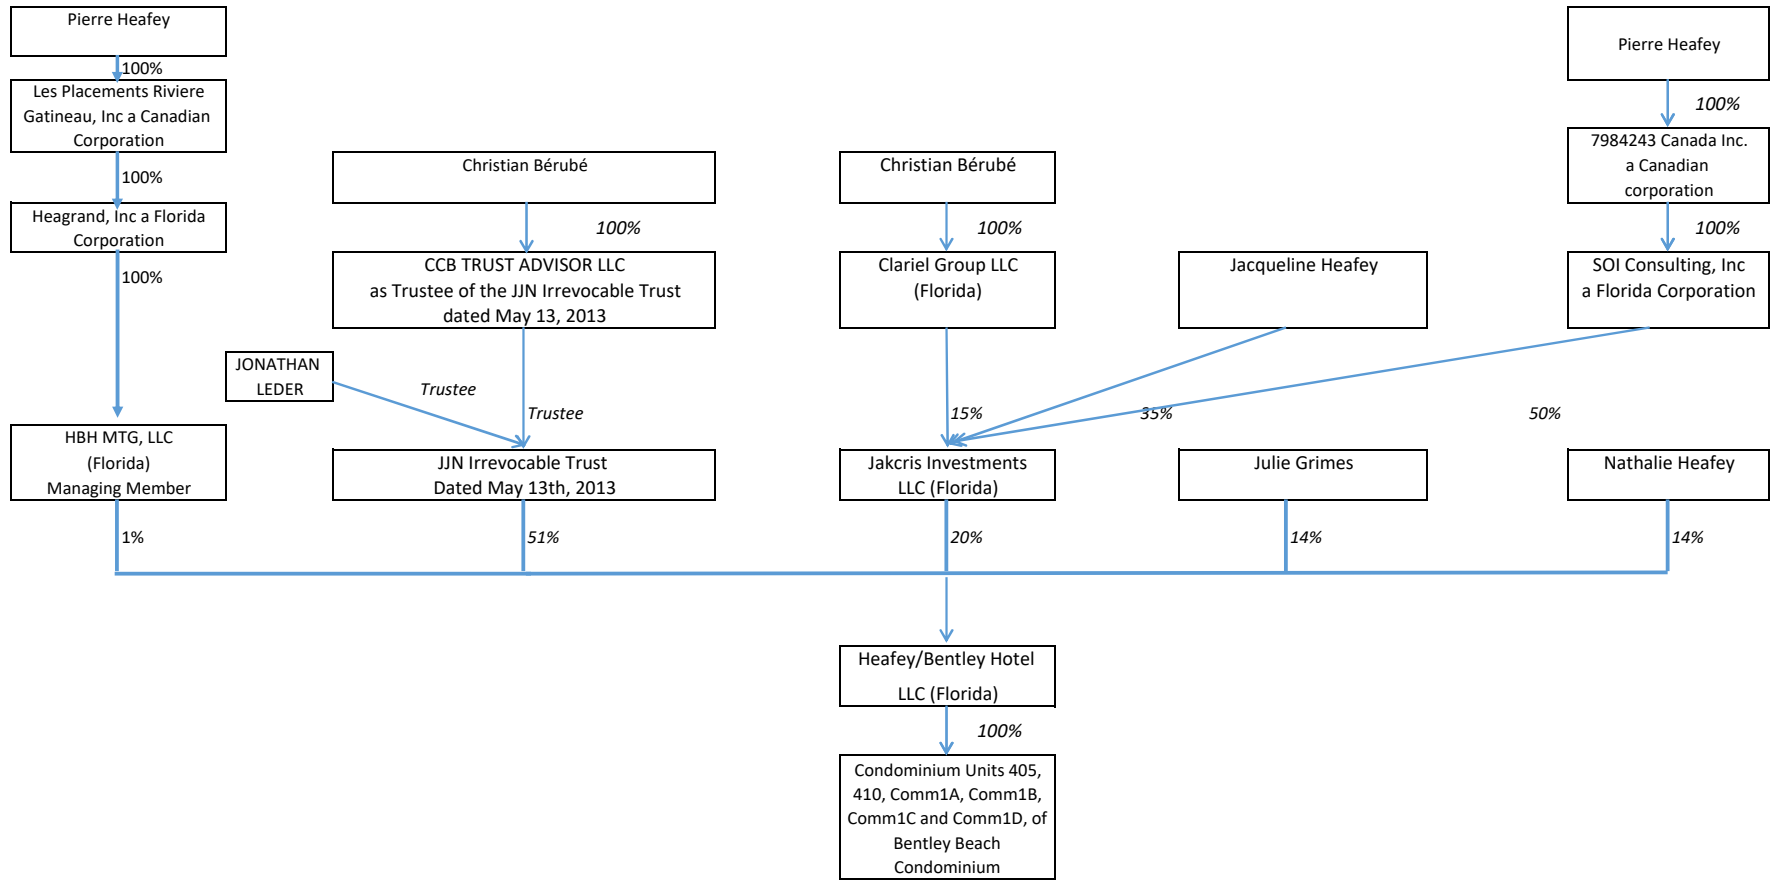 Pierre Heafey
100%
Les Placements Riviere
Gatineau, Inc a Canadian
Corporation
100%
Heagrand, Inc a Florida
Corporation
100%
HBH MTG, LLC
(Florida)
Managing Member
1%
Christian Bérubé
100%
CCB TRUST ADVISOR LLC
as Trustee of the JJN Irrevocable Trust
dated May 13, 2013
JONATHAN
LEDER
Trustee
Trustee
JJN Irrevocable Trust
Dated May 13th, 2013
51%
Christian Bérubé
100%
Clariel Group LLC
(Florida)
15%
Jakcris Investments
LLC (Florida)
20%
Jacqueline Heafey
35%
Julie Grimes
14%
Pierre Heafey
100%
7984243 Canada Inc.
a Canadian
corporation
100%
SOI Consulting, Inc
a Florida Corporation
50%
Nathalie Heafey
14%
Heafey/Bentley Hotel
LLC (Florida)
100%
Condominium Units 405,
410, Comm1A, Comm1B,
Comm1C and Comm1D, of
Bentley Beach
Condominium